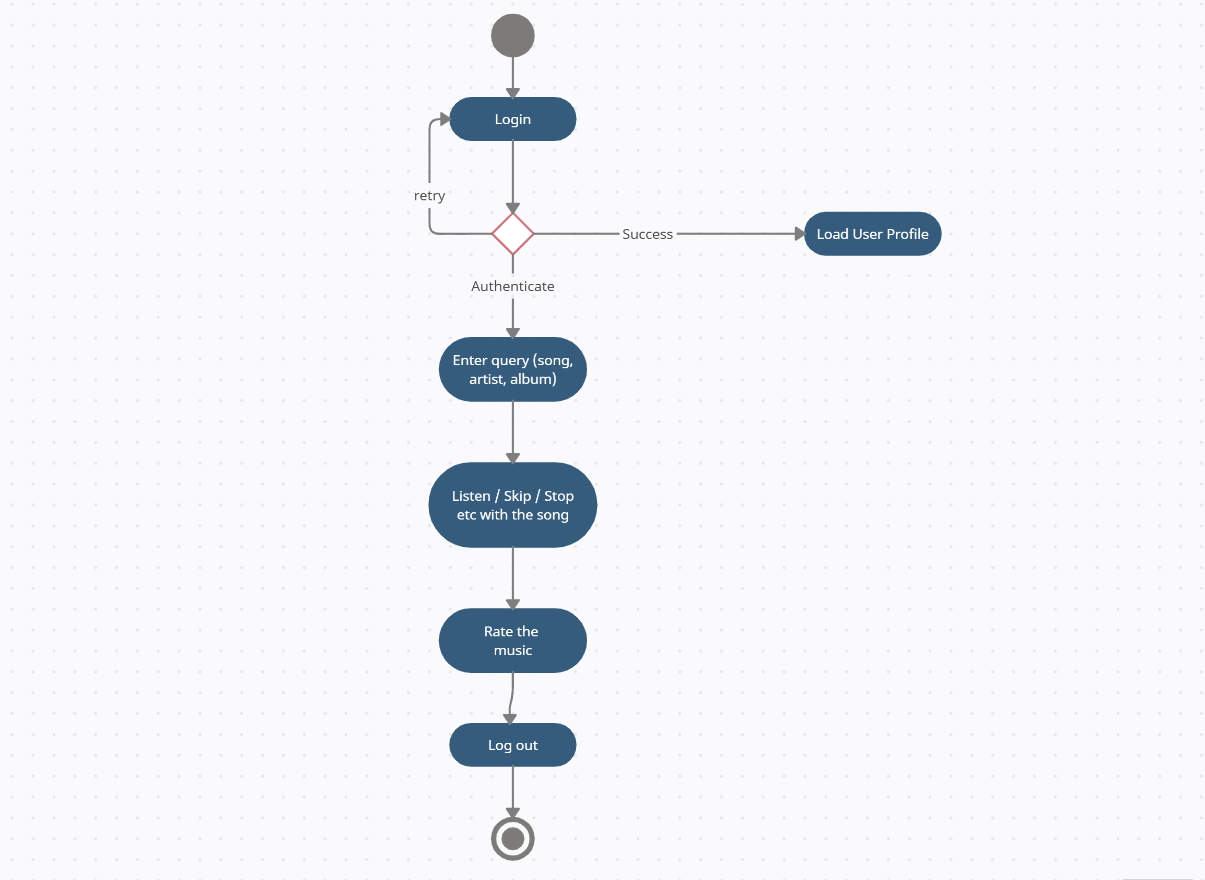 Login
retry
Success
Load User Profile
Authenticate
Enter query (song,
artist, album)
Listen / Skip / Stop
etc with the song
Rate the
music
Log out